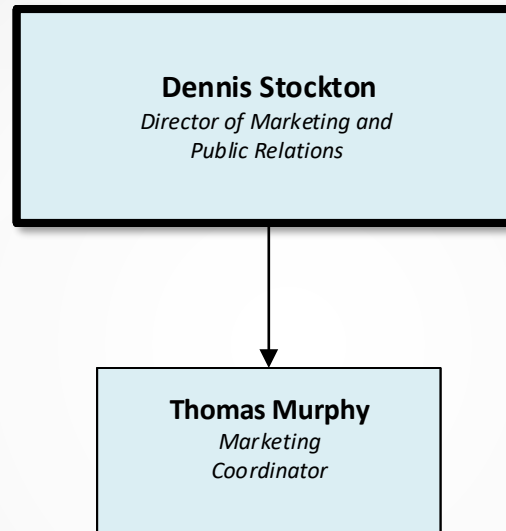 Dennis Stockton
Director of Marketing and
Public Relations
Thomas Murphy
Marketing
Coordinator